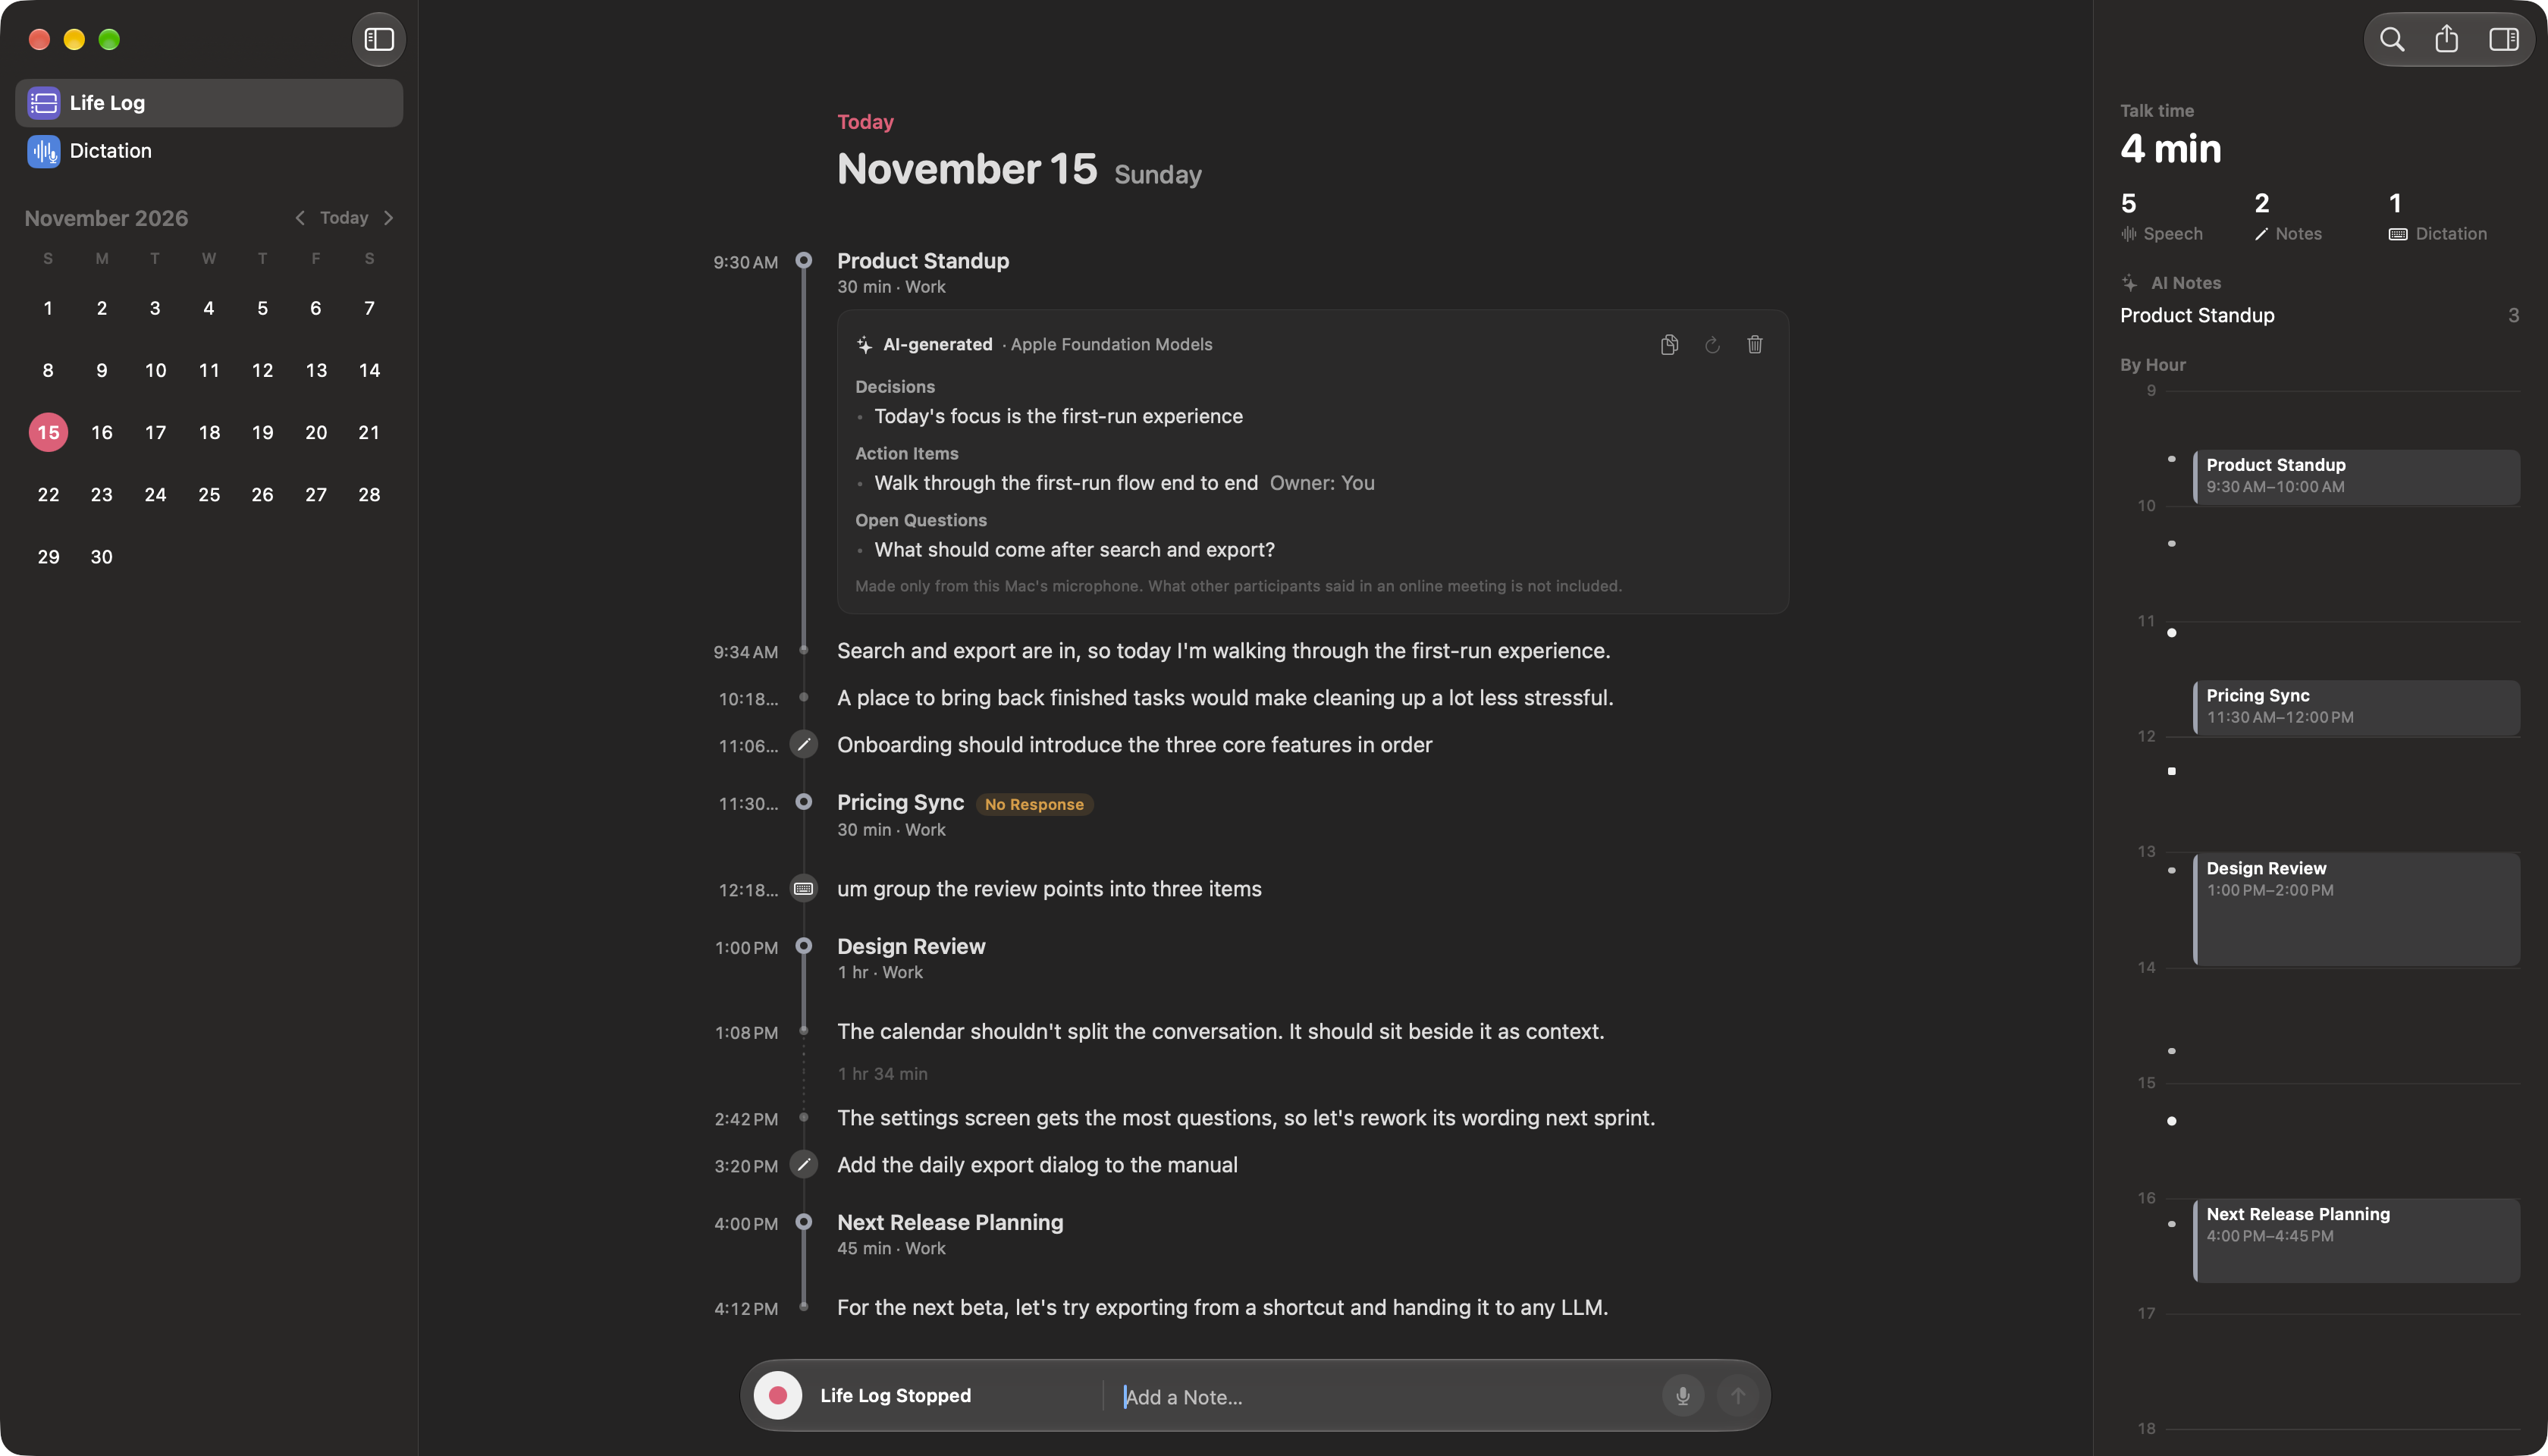 Life Log
Dictation
November 2026
Today
S M T W T F S
1 2 3 4 5 6 7
8 9 10 11 12 13 14
15 16 17 18 19 20 21
22 23 24 25 26 27 28
29 30
Today
November 15 Sunday
9:30 AM Product Standup
30 min · Work
AI-generated · Apple Foundation Models
Decisions
• Today's focus is the first-run experience
Action Items
• Walk through the first-run flow end to end Owner: You
Open Questions
• What should come after search and export?
Made only from this Mac's microphone. What other participants said in an online meeting is not included.
9:34 AM Search and export are in, so today I'm walking through the first-run experience.
10:18... A place to bring back finished tasks would make cleaning up a lot less stressful.
11:06... Onboarding should introduce the three core features in order
11:30... Pricing Sync No Response
30 min · Work
12:18... um group the review points into three items
1:00 PM Design Review
1 hr · Work
1:08 PM The calendar shouldn't split the conversation. It should sit beside it as context.
1 hr 34 min
2:42 PM The settings screen gets the most questions, so let's rework its wording next sprint.
3:20 PM Add the daily export dialog to the manual
4:00 PM Next Release Planning
45 min · Work
4:12 PM For the next beta, let's try exporting from a shortcut and handing it to any LLM.
Life Log Stopped
Add a Note...
Talk time
4 min
5 2 1
Speech Notes Dictation
AI Notes
Product Standup 3
By Hour
9
Product Standup
9:30 AM–10:00 AM
10
11
Pricing Sync
11:30 AM–12:00 PM
12
13
Design Review
1:00 PM–2:00 PM
14
15
16
Next Release Planning
4:00 PM–4:45 PM
17
18